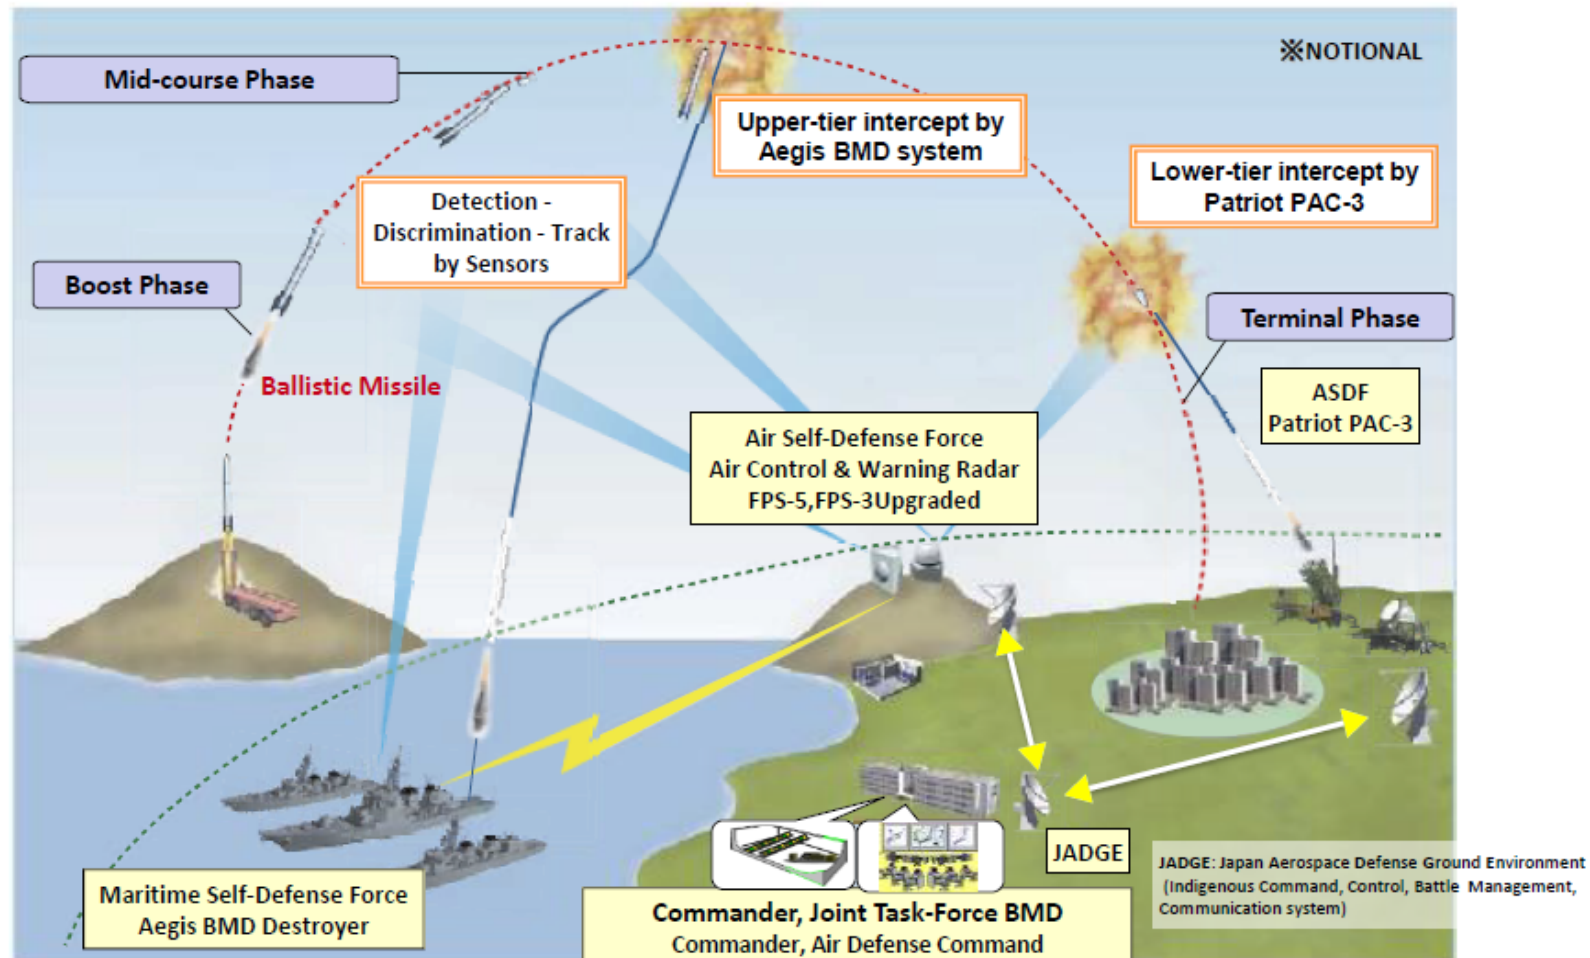 ※NOTIONAL
Mid-course Phase
Upper-tier intercept by
Aegis BMD system
Lower-tier intercept by
Patriot PAC-3
Detection -
Discrimination - Track
by Sensors
Boost Phase
Terminal Phase
Ballistic Missile
ASDF
Patriot PAC-3
Air Self-Defense Force
Air Control & Warning Radar
FPS-5,FPS-3Upgraded
JADGE
JADGE: Japan Aerospace Defense Ground Environment
(Indigenous Command, Control, Battle Management,
Communication system)
Maritime Self-Defense Force
Aegis BMD Destroyer
Commander, Joint Task-Force BMD
Commander, Air Defense Command